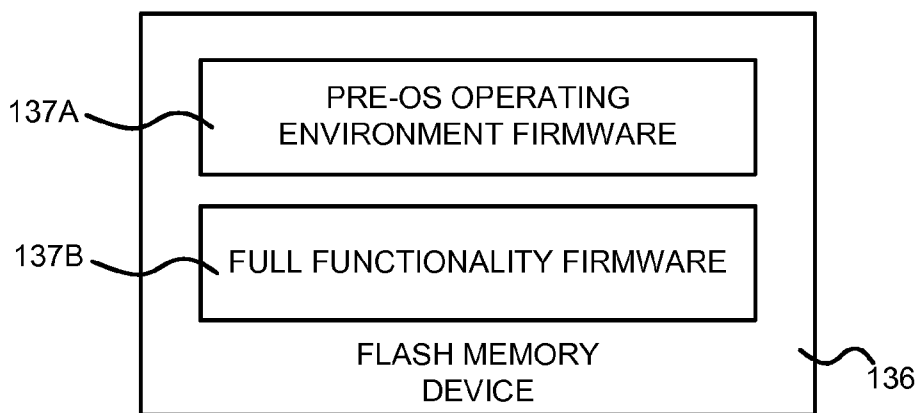 137A
PRE-OS OPERATING
ENVIRONMENT FIRMWARE
137B
FULL FUNCTIONALITY FIRMWARE
FLASH MEMORY
DEVICE
136